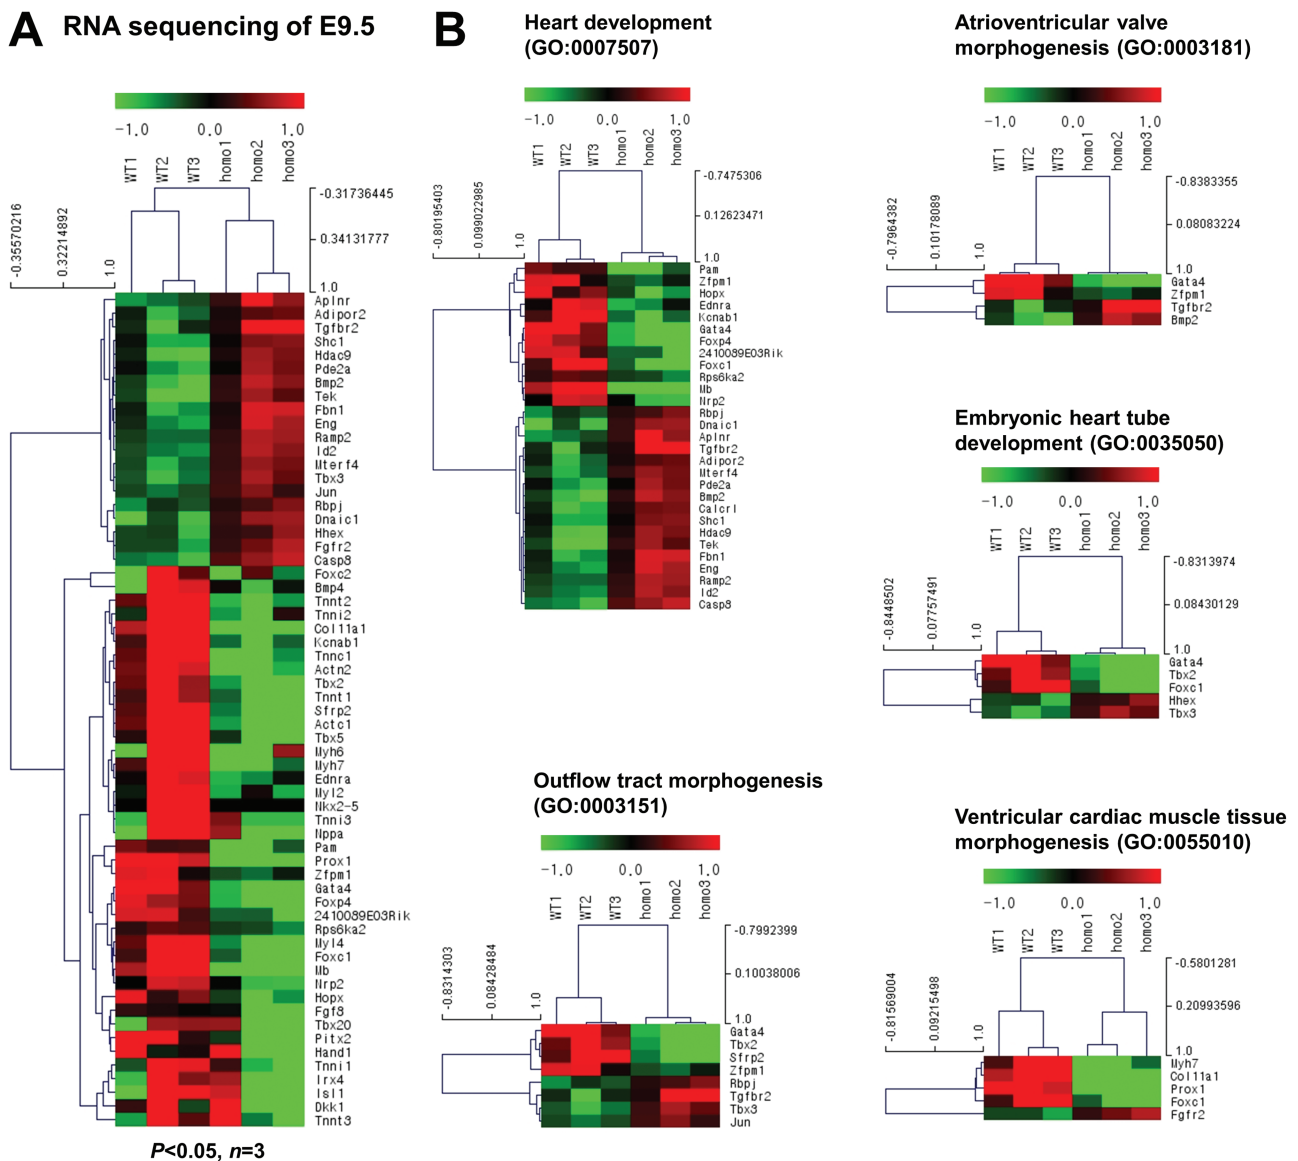 A RNA sequencing of E9.5
-1.0 0.0 1.0
WT1 WT2 WT3 homo1 homo2 homo3
-0.31736445
0.34131777
1.0
-0.35570216 0.32214892 1.0
Aplnr
Adipor2
Tgfbr2
Shc1
Hdac9
Pde2a
Bmp2
Tek
Fbn1
Eng
Ramp2
Id2
Mterf4
Tbx3
Jun
Rbpj
Dnaic1
Hhex
Fgfr2
Casp8
Foxc2
Bmp4
Tnnt2
Tnni2
Col11a1
Kcnab1
Tnnc1
Actn2
Tbx2
Tnnt1
Sfrp2
Actc1
Tbx5
Myh6
Myh7
Ednra
Myl2
Nkx2-5
Tnni3
Nppa
Pam
Prox1
Zfpm1
Gata4
Foxp4
2410089E03Rik
Rps6ka2
Myl4
Foxc1
Mb
Nrp2
Hopx
Fgf8
Tbx20
Pitx2
Hand1
Tnni1
Irx4
Isl1
Dkk1
Tnnt3
P<0.05, n=3
B Heart development
(GO:0007507)
-1.0 0.0 1.0
WT1 WT2 WT3 homo1 homo2 homo3
-0.7475306
0.12623471
1.0
-0.80195403 0.099022985 1.0
Pam
Zfpm1
Hopx
Ednra
Kcnab1
Gata4
Foxp4
2410089E03Rik
Foxc1
Rps6ka2
Mb
Nrp2
Rbpj
Dnaic1
Aplnr
Tgfbr2
Adipor2
Mterf4
Pde2a
Bmp2
Calcrl
Shc1
Hdac9
Tek
Fbn1
Eng
Ramp2
Id2
Casp8
Outflow tract morphogenesis
(GO:0003151)
-1.0 0.0 1.0
WT1 WT2 WT3 homo1 homo2 homo3
-0.7992399
0.10038006
1.0
-0.8314303 0.08428484 1.0
Gata4
Tbx2
Sfrp2
Zfpm1
Rbpj
Tgfbr2
Tbx3
Jun
Atrioventricular valve
morphogenesis (GO:0003181)
-1.0 0.0 1.0
WT1 WT2 WT3 homo1 homo2 homo3
-0.8383355
0.08083224
1.0
-0.7964382 0.10178089 1.0
Gata4
Zfpm1
Tgfbr2
Bmp2
Embryonic heart tube
development (GO:0035050)
-1.0 0.0 1.0
WT1 WT2 WT3 homo1 homo2 homo3
-0.8313974
0.08430129
1.0
-0.8448502 0.07757491 1.0
Gata4
Tbx2
Foxc1
Hhex
Tbx3
Ventricular cardiac muscle tissue
morphogenesis (GO:0055010)
-1.0 0.0 1.0
WT1 WT2 WT3 homo1 homo2 homo3
-0.5801281
0.20993596
1.0
-0.81569004 0.09215498 1.0
Myh7
Col11a1
Prox1
Foxc1
Fgfr2